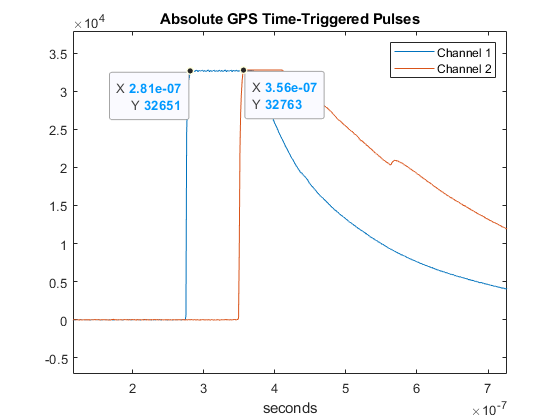 Absolute GPS Time-Triggered Pulses
×10⁴
3.5
3
2.5
2
1.5
1
0.5
0
-0.5
Channel 1
Channel 2
X 2.81e-07
Y 32651
X 3.56e-07
Y 32763
2 3 4 5 6 7
×10⁻⁷
seconds